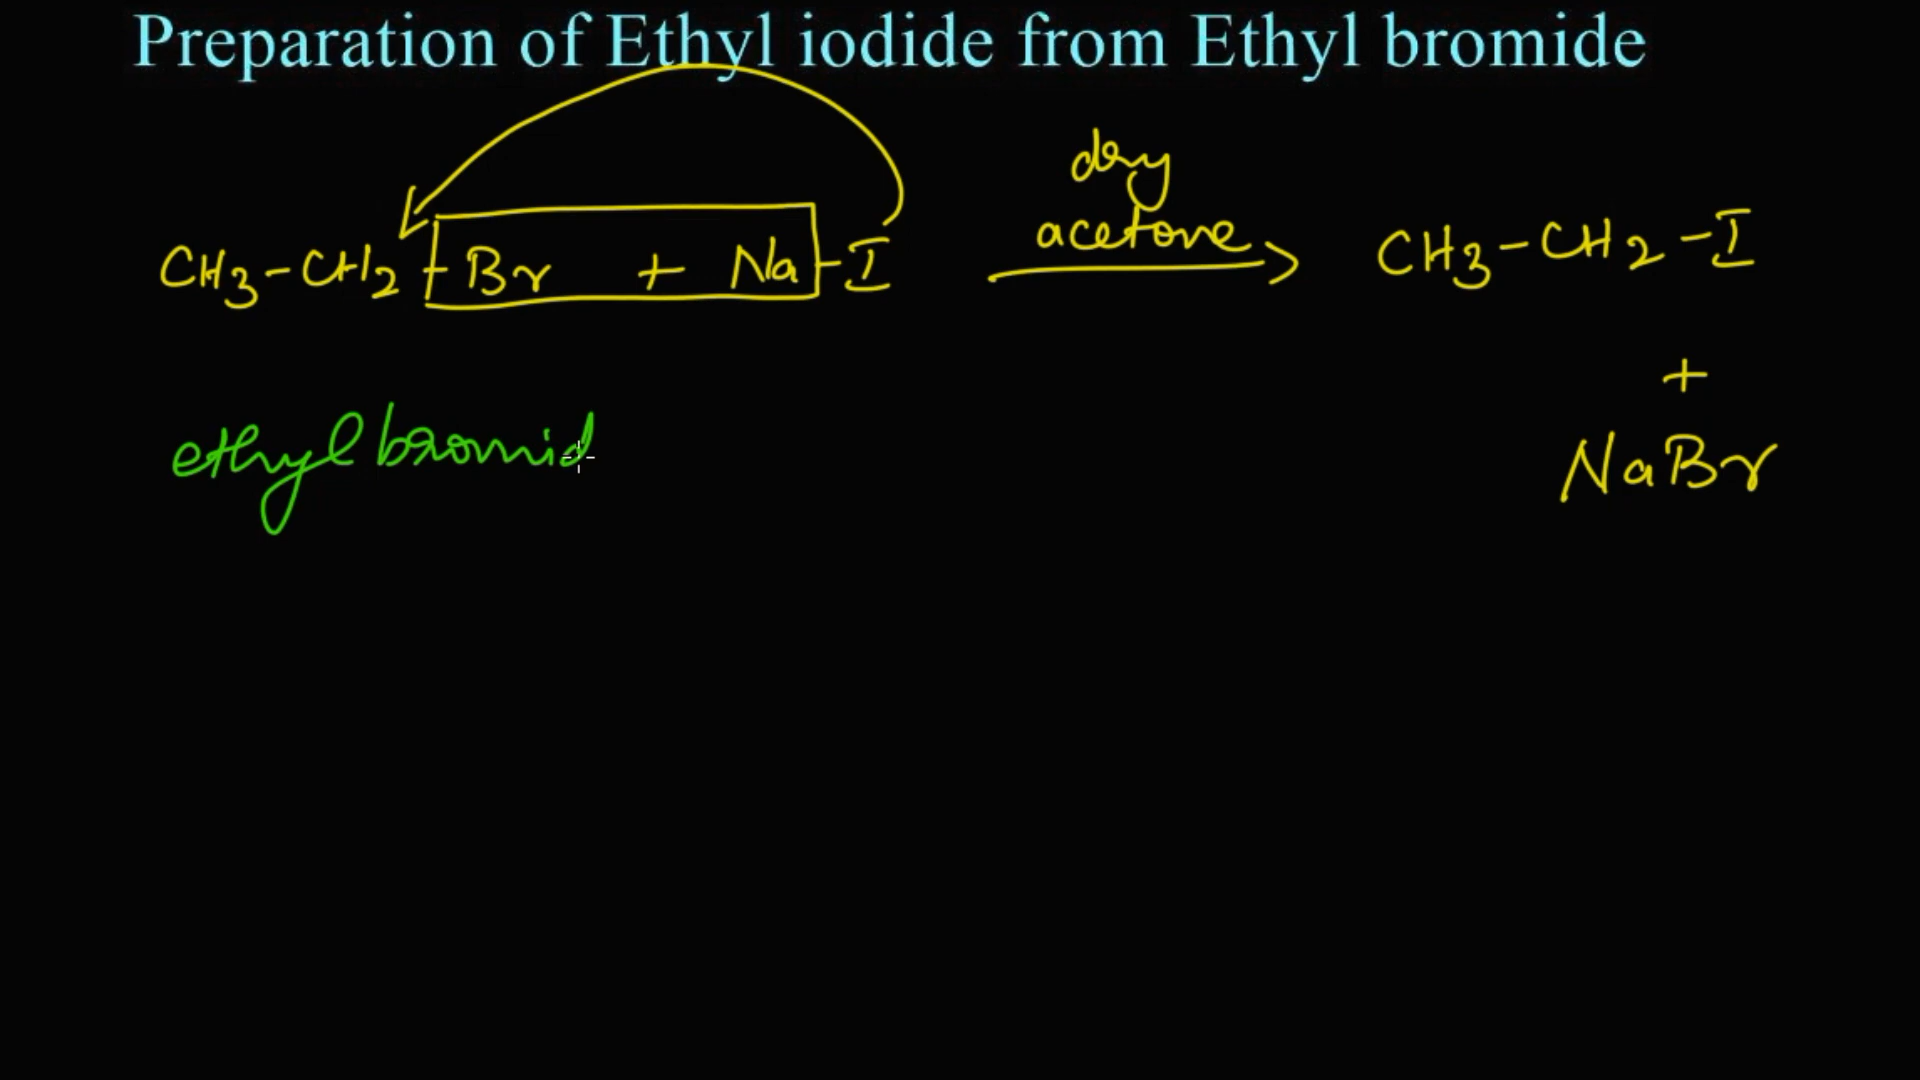 Preparation of Ethyl iodide from Ethyl bromide
dry
CH3-CH2-Br + Na-I acetone CH3-CH2-I
+
ethyl bromid NaBr